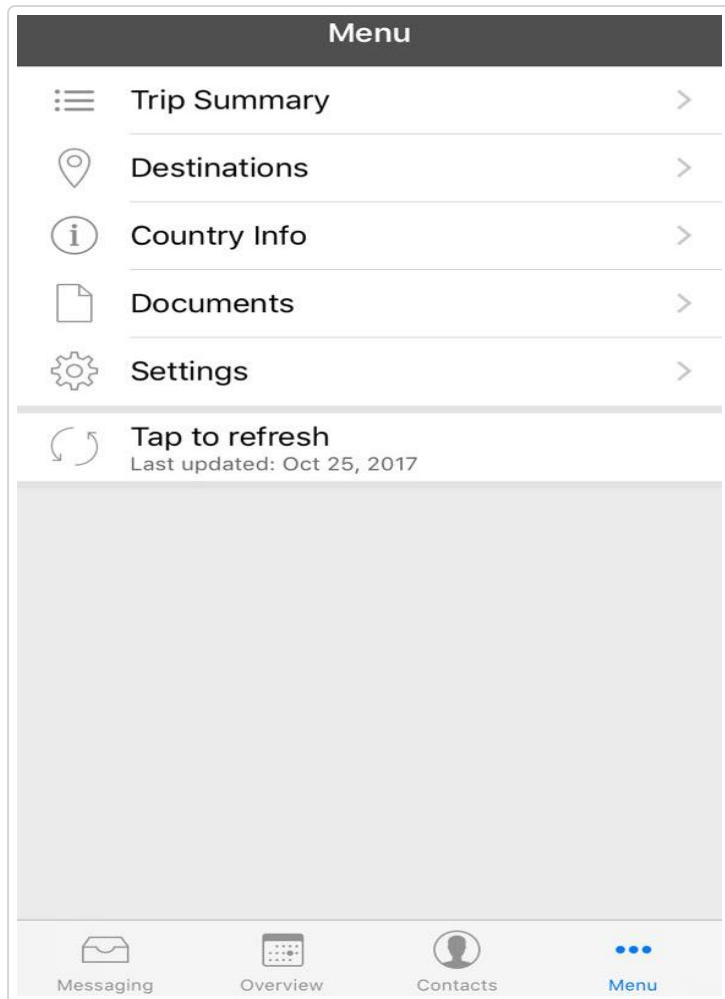 Menu
Trip Summary
Destinations
Country Info
Documents
Settings
Tap to refresh
Last updated: Oct 25, 2017
Messaging
Overview
Contacts
Menu